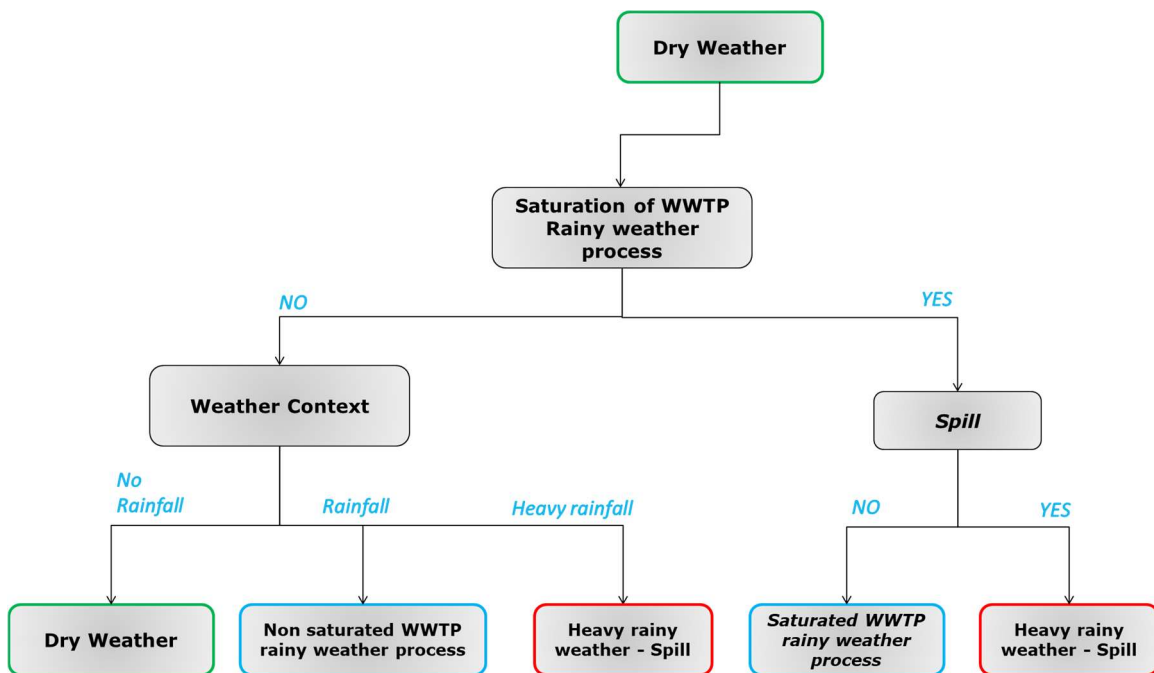 Dry Weather
Saturation of WWTP
Rainy weather
process
NO
YES
Weather Context
Spill
No
Rainfall
Rainfall
Heavy rainfall
NO
YES
Dry Weather
Non saturated WWTP
rainy weather process
Heavy rainy
weather - Spill
Saturated WWTP
rainy weather
process
Heavy rainy
weather - Spill